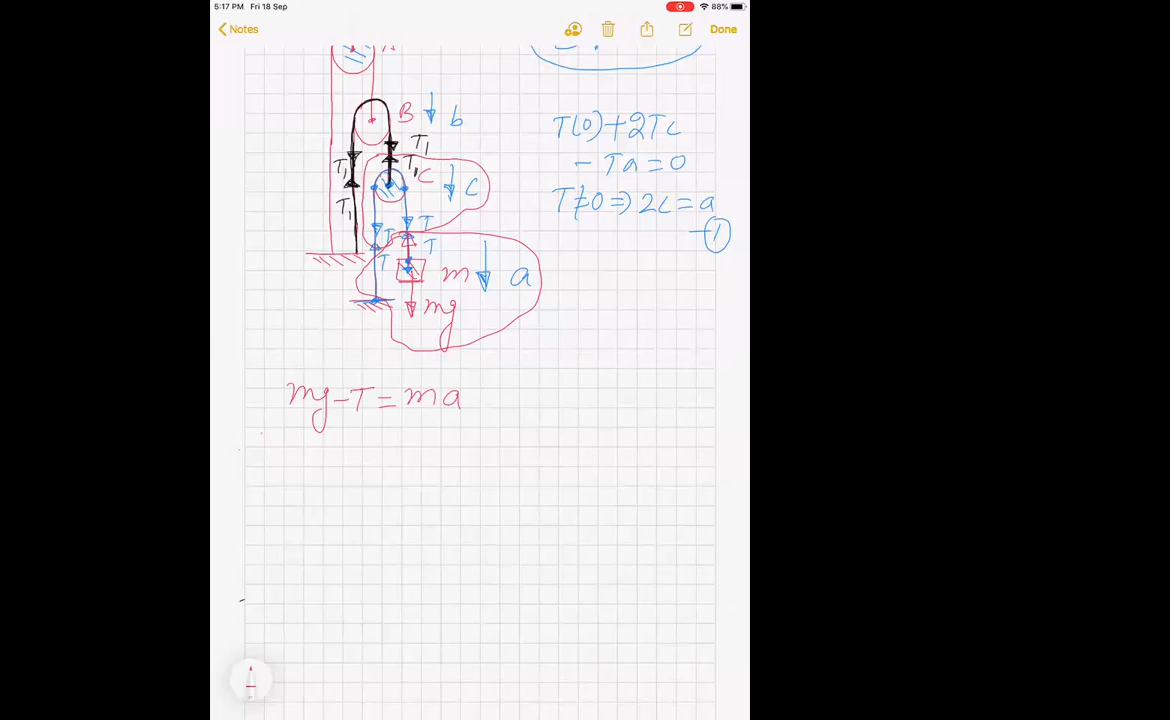 5:17 PM Fri 18 Sep
88%
Notes
Done
B
b
T(0)+2Tc
T1
T1
T1
- Ta=0
C
c
T1
T≠0 => 2c = a
-①
T
T
T
T
m
a
mg
mg-T=ma